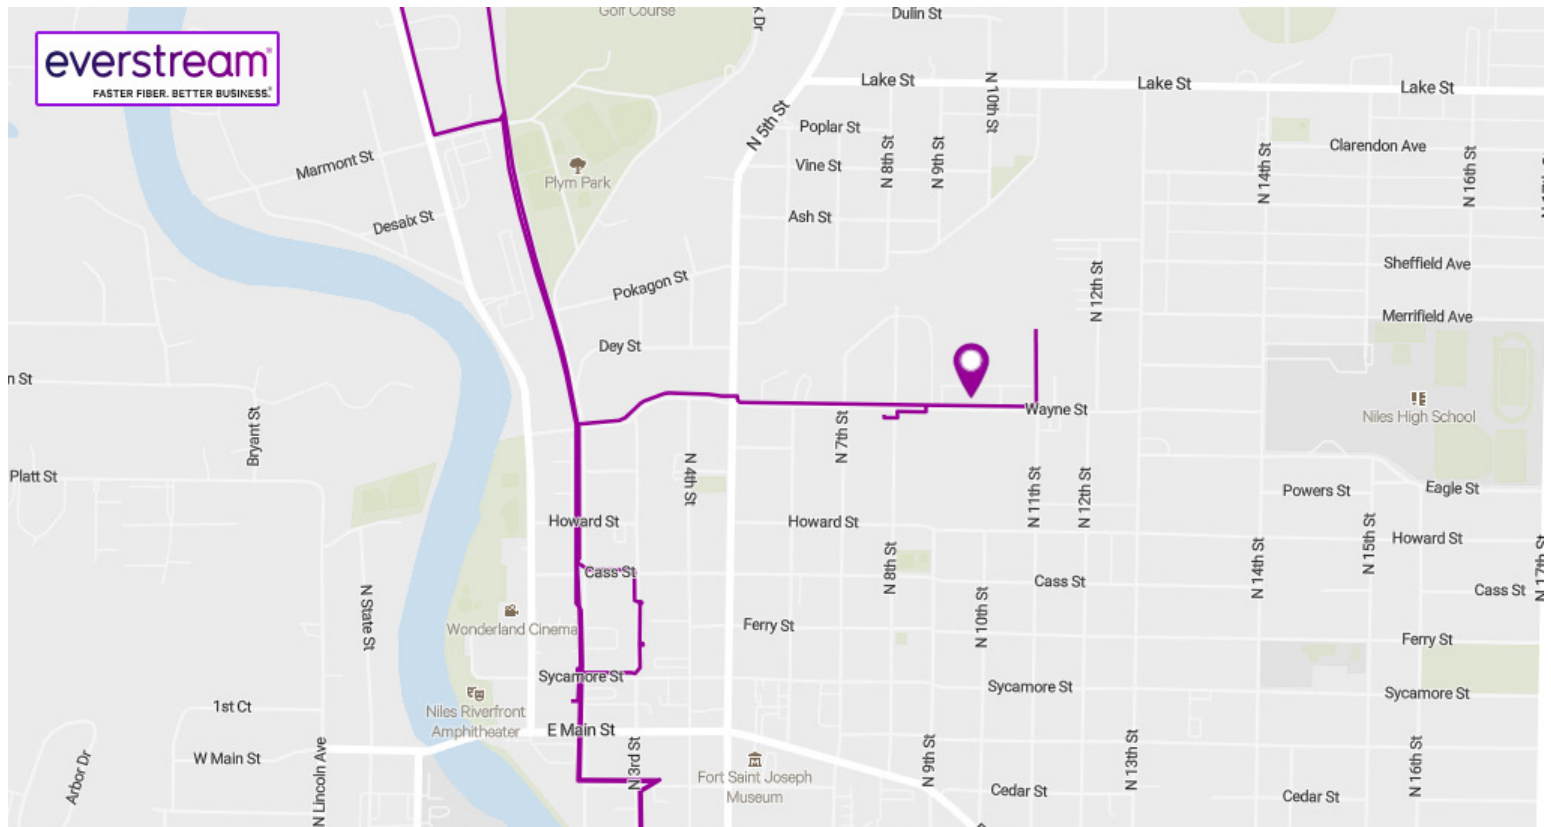 Golf Course
Dulin St
everstream®
FASTER FIBER. BETTER BUSINESS.
Lake St
Lake St
Lake St
N 10th St
N 5th St
Poplar St
Clarendon Ave
Marmont St
Vine St
N 8th St
N 9th St
N 14th St
N 16th St
Plym Park
Desaix St
Ash St
Sheffield Ave
Pokagon St
N 12th St
Merrifield Ave
Dey St
n St
Wayne St
Niles High School
Bryant St
N 7th St
Platt St
N 4th St
N 11th St
N 12th St
Powers St
Eagle St
Howard St
Howard St
Howard St
N 15th St
N 8th St
N 14th St
N 17th St
Cass St
Cass St
Cass St
N State St
N 10th St
Wonderland Cinema
Ferry St
Ferry St
Sycamore St
Sycamore St
Sycamore St
Niles Riverfront
Amphitheater
1st Ct
E Main St
W Main St
N Lincoln Ave
Arbor Dr
N 3rd St
Fort Saint Joseph
Museum
N 9th St
N 13th St
N 16th St
Cedar St
Cedar St